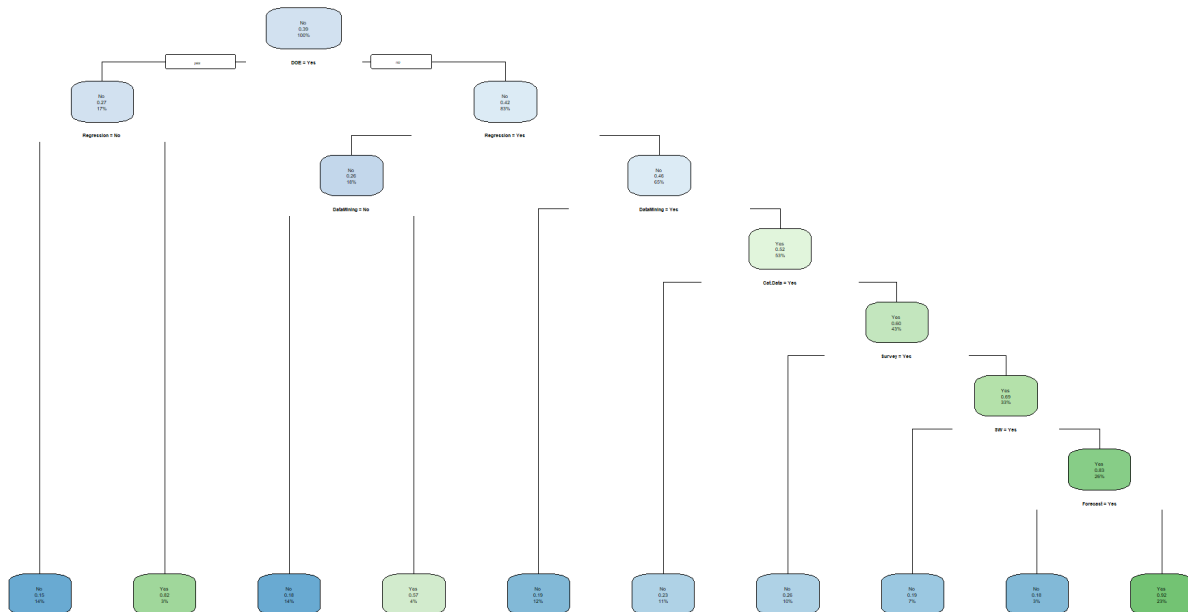 No
0.39
100%
yes
no
DOE = Yes
No
0.27
17%
No
0.42
83%
Regression = No
Regression = Yes
No
0.26
18%
No
0.46
65%
DataMining = No
DataMining = Yes
Yes
0.52
53%
Cat.Data = Yes
Yes
0.60
43%
Survey = Yes
Yes
0.69
33%
SW = Yes
Yes
0.83
26%
Forecast = Yes
No
0.15
14%
Yes
0.82
3%
No
0.16
14%
Yes
0.57
4%
No
0.19
12%
No
0.23
11%
No
0.26
10%
No
0.19
7%
No
0.18
3%
Yes
0.92
23%